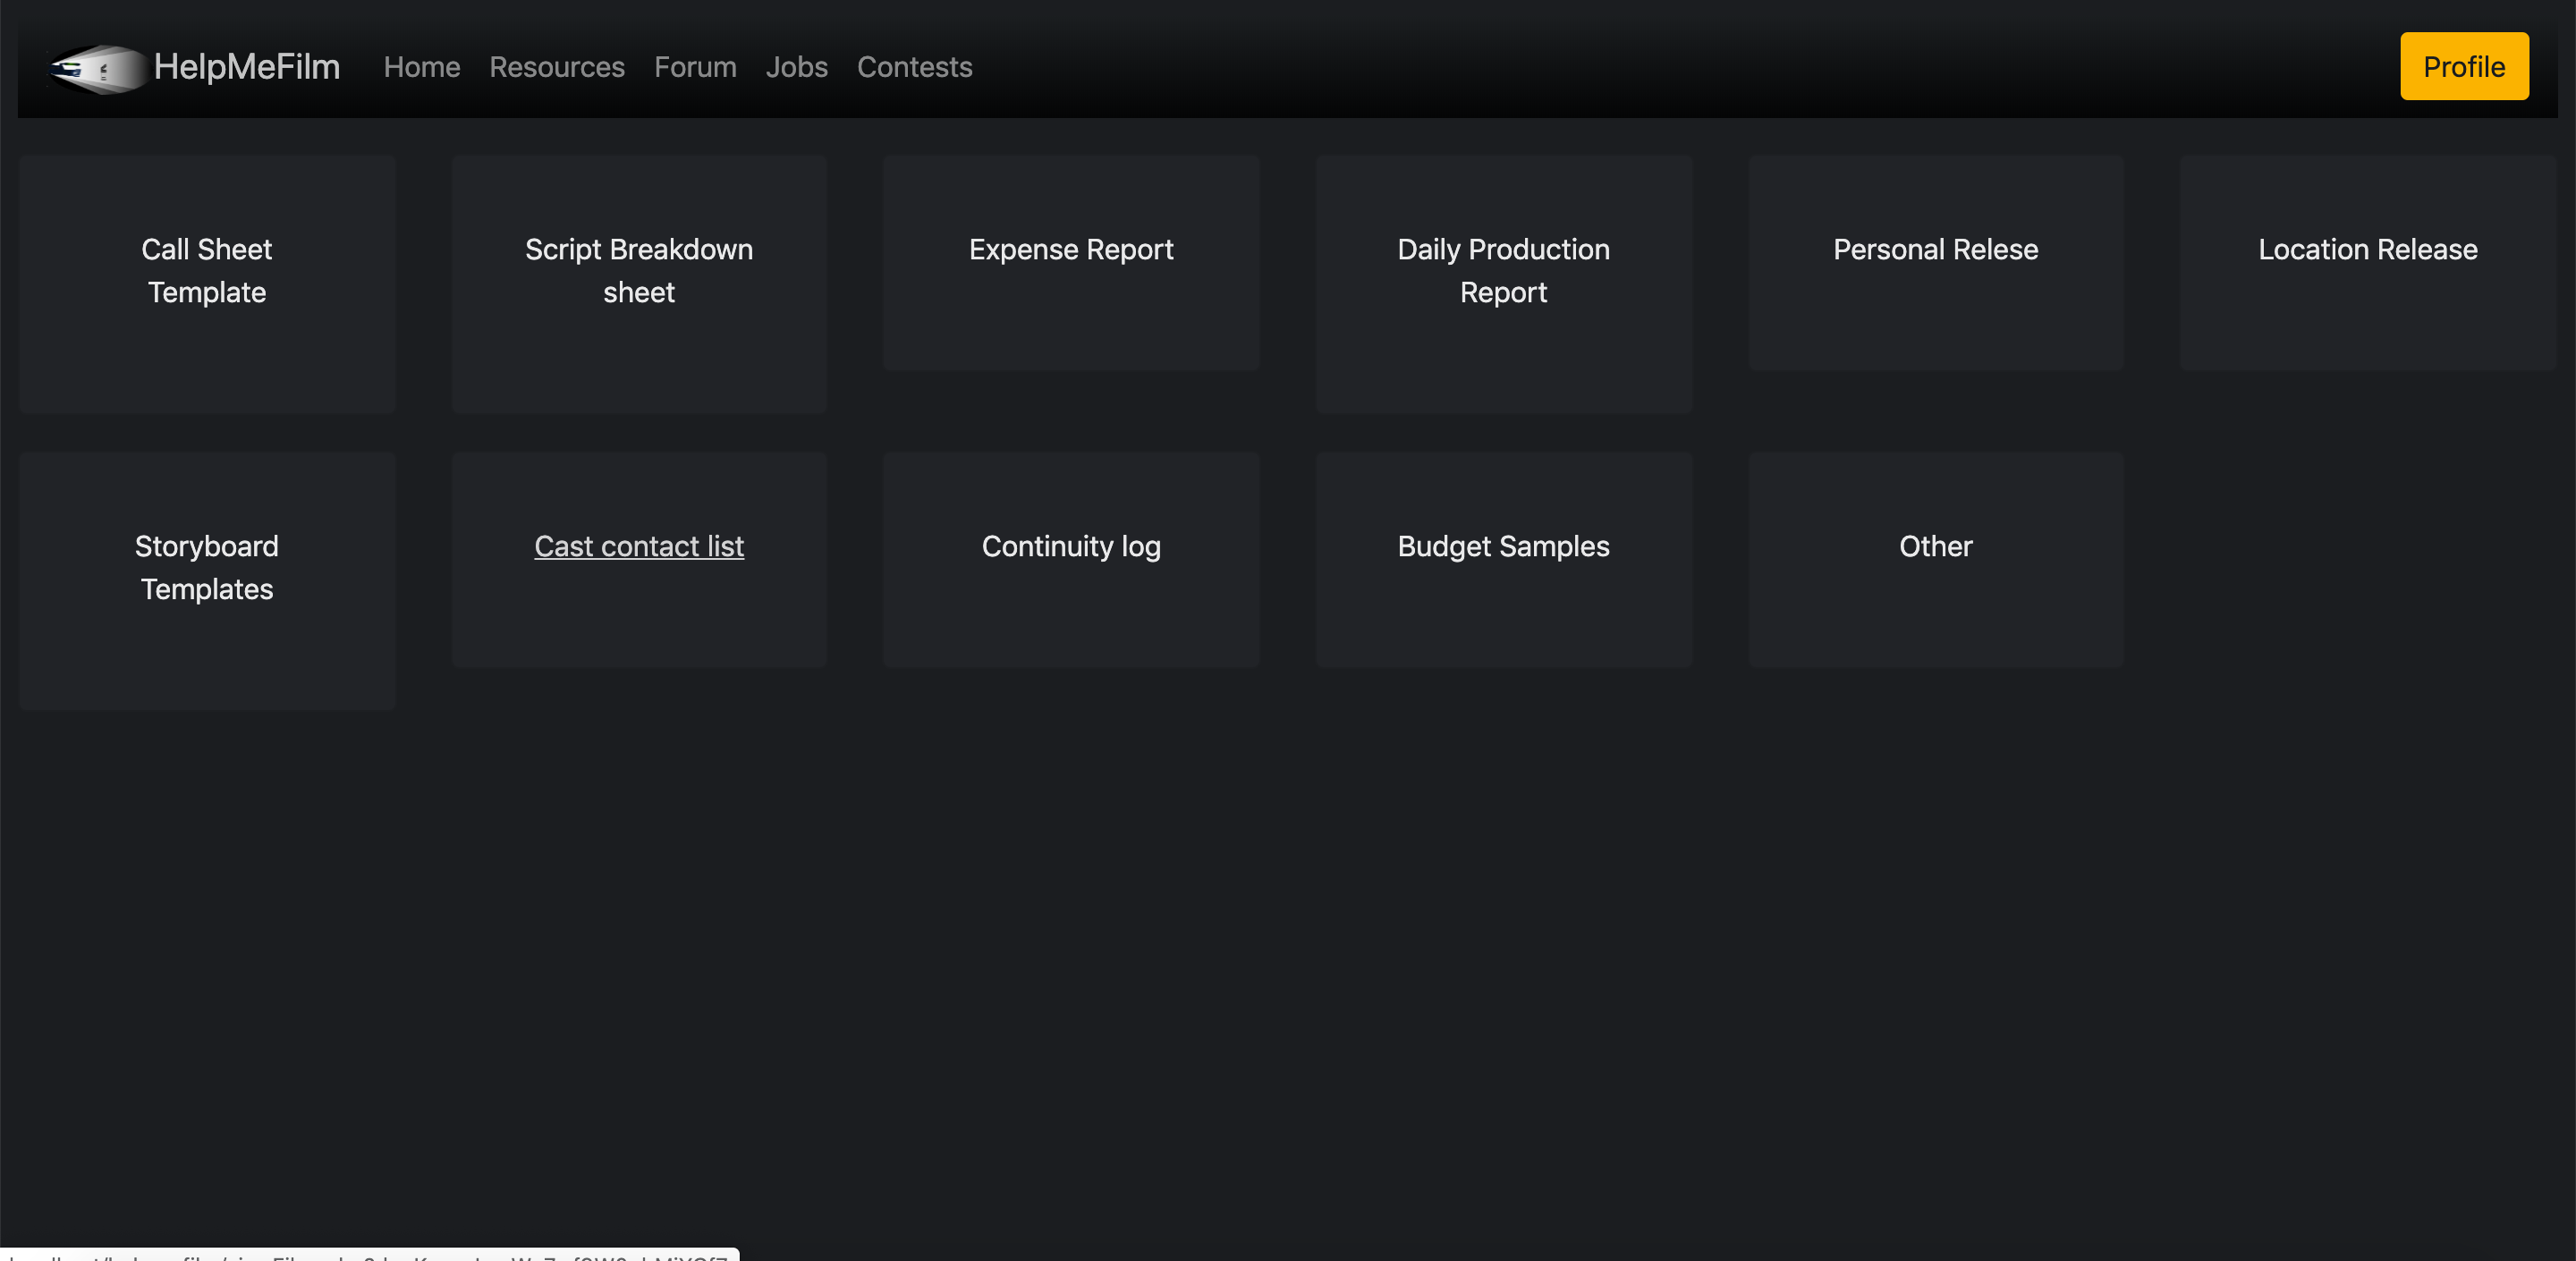 HelpMeFilm Home Resources Forum Jobs Contests Profile
Call Sheet
Template
Script Breakdown
sheet
Expense Report
Daily Production
Report
Personal Relese
Location Release
Storyboard
Templates
Cast contact list
Continuity log
Budget Samples
Other